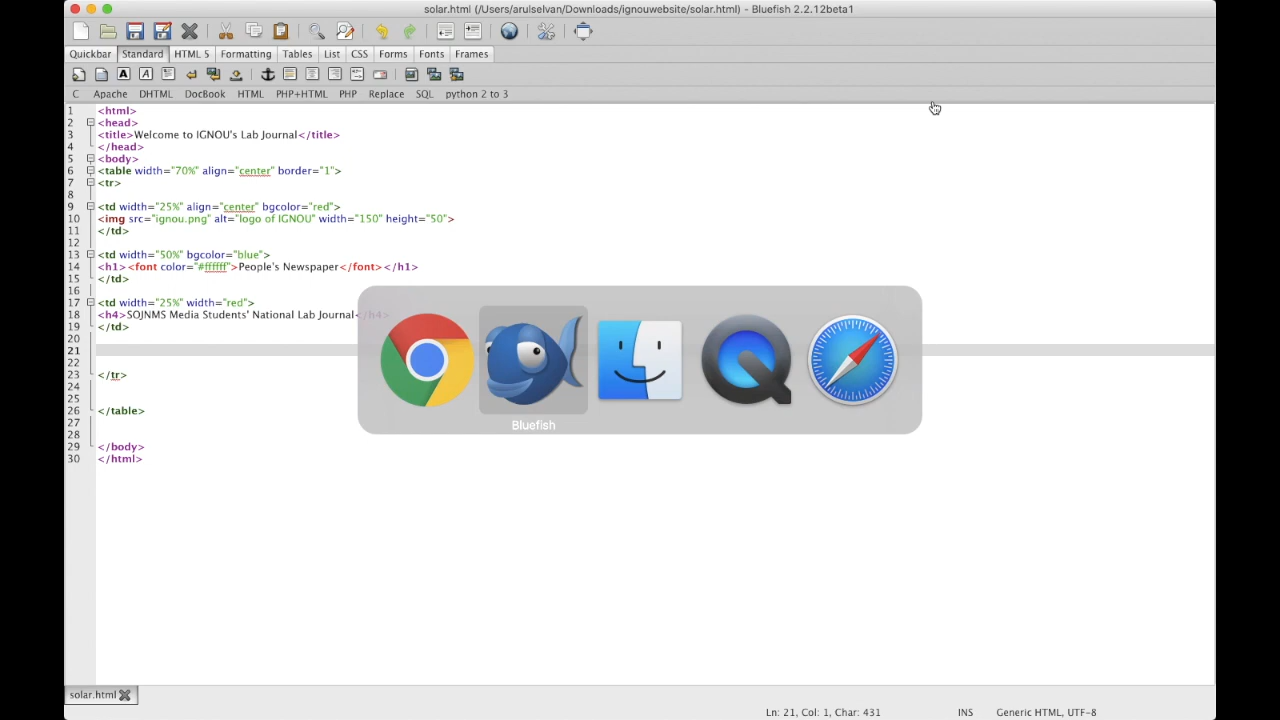 solar.html (/Users/arulselvan/Downloads/ignouwebsite/solar.html) - Bluefish 2.2.12beta1
Quickbar Standard HTML 5 Formatting Tables List CSS Forms Fonts Frames
C Apache DHTML DocBook HTML PHP+HTML PHP Replace SQL python 2 to 3
1 <html>
2 <head>
3 <title>Welcome to IGNOU's Lab Journal</title>
4 </head>
5 <body>
6 <table width="70%" align="center" border="1">
7 <tr>
8
9 <td width="25%" align="center" bgcolor="red">
10 <img src="ignou.png" alt="logo of IGNOU" width="150" height="50">
11 </td>
12
13 <td width="50%" bgcolor="blue">
14 <h1><font color="#ffffff">People's Newspaper</font></h1>
15 </td>
16
17 <td width="25%" width="red">
18 <h4>SOJNMS Media Students' National Lab Journal</h4>
19 </td>
20
21
22
23 </tr>
24
25
26 </table>
27
28
29 </body>
30 </html>
Bluefish
solar.html
Ln: 21, Col: 1, Char: 431 INS Generic HTML, UTF-8